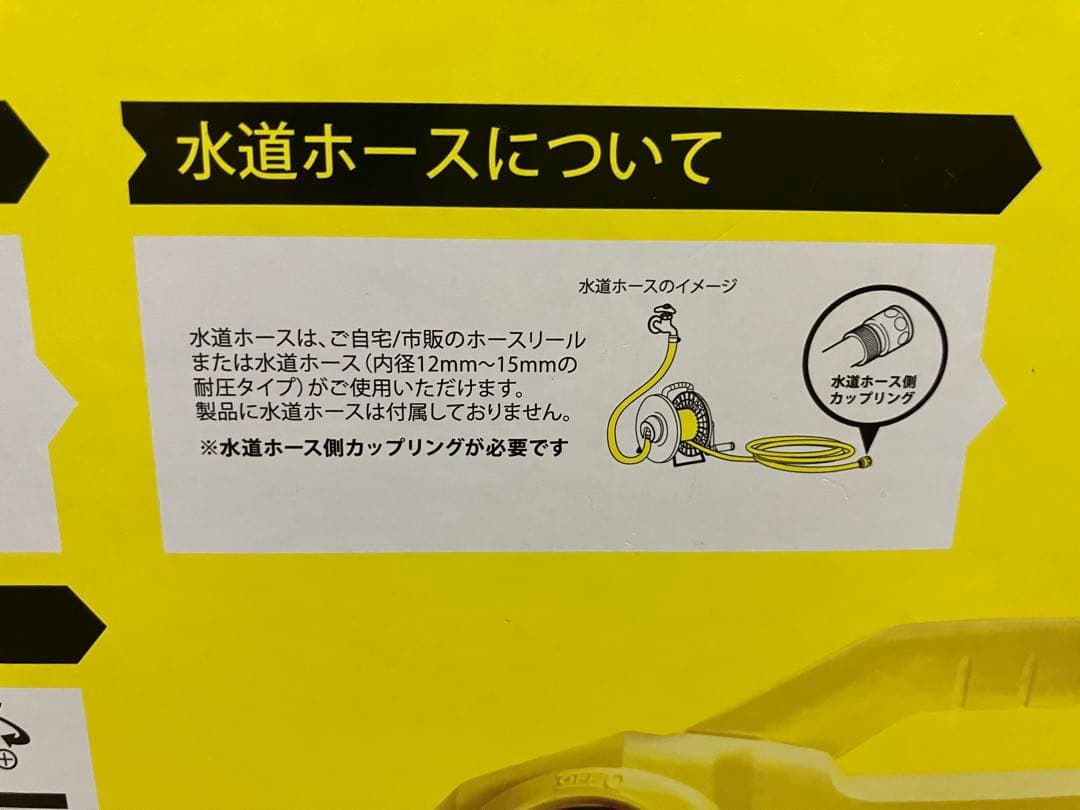 水道ホースについて
水道ホースのイメージ
水道ホースは、ご自宅/市販のホースリール
または水道ホース（内径12mm～15mmの
耐圧タイプ）がご使用いただけます。
製品に水道ホースは付属しておりません。
※水道ホース側カップリングが必要です
水道ホース側
カップリング